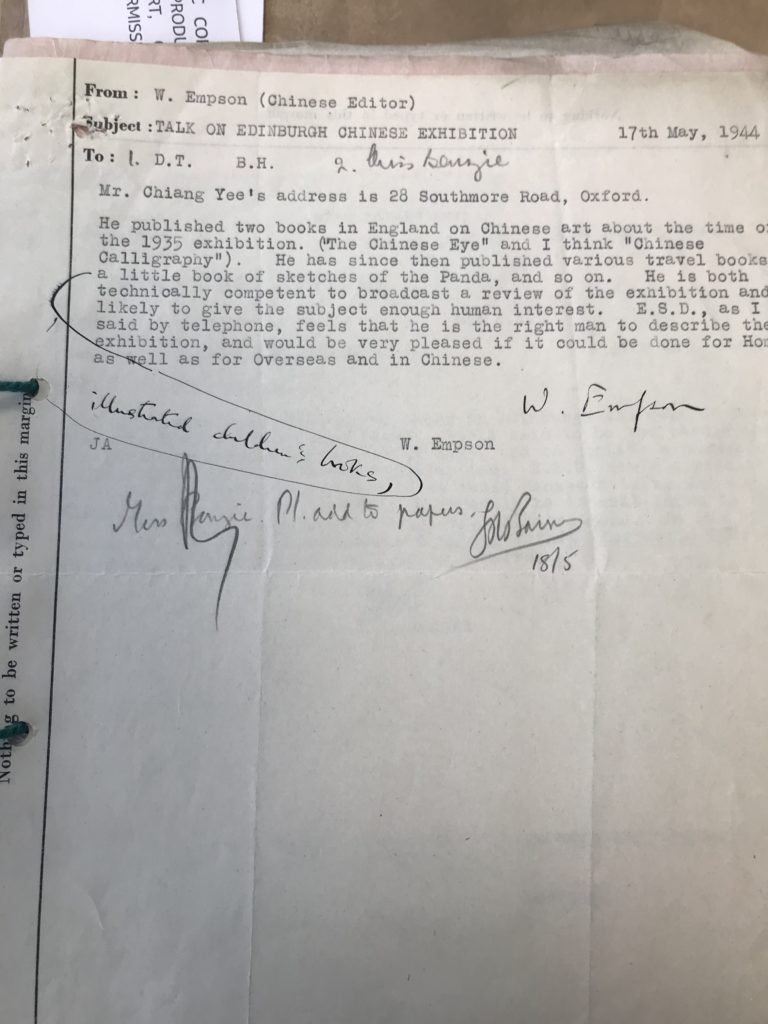 C COP
PRODU
RT, C
RMISS
From : W. Empson (Chinese Editor)
Subject : TALK ON EDINBURGH CHINESE EXHIBITION 17th May, 1944
To : 1. D.T. B.H. 2. Miss
Mr. Chiang Yee's address is 28 Southmore Road, Oxford.
He published two books in England on Chinese art about the time o
the 1935 exhibition. ("The Chinese Eye" and I think "Chinese
Calligraphy"). He has since then published various travel books
a little book of sketches of the Panda, and so on. He is both
technically competent to broadcast a review of the exhibition and
likely to give the subject enough human interest. E.S.D., as I
said by telephone, feels that he is the right man to describe the
exhibition, and would be very pleased if it could be done for Hom
as well as for Overseas and in Chinese.
W. Empson
illustrated children's books,
JA W. Empson
Miss Pl. add to papers.
18/5
Nothing to be written or typed in this margin